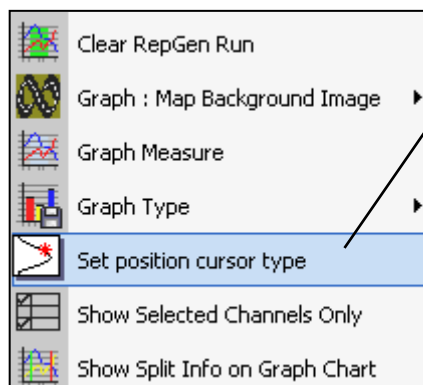 Clear RepGen Run
Graph : Map Background Image
Graph Measure
Graph Type
Set position cursor type
Show Selected Channels Only
Show Split Info on Graph Chart